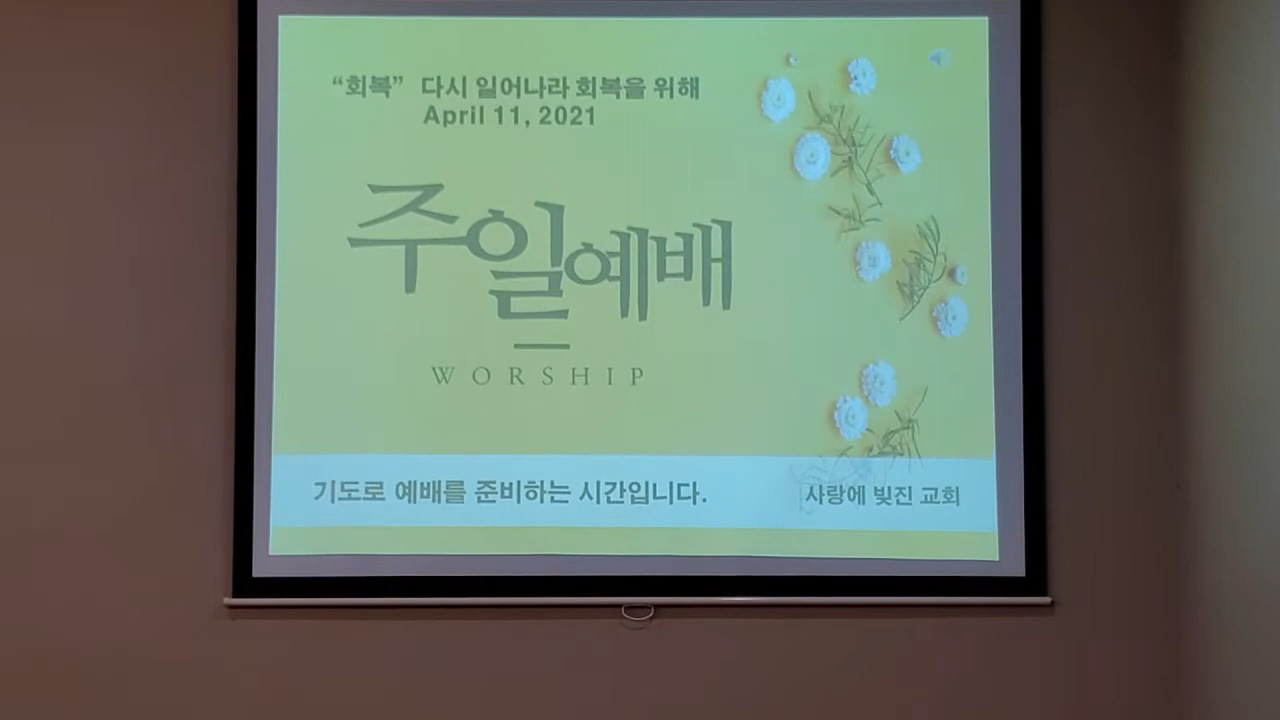 “회복” 다시 일어나라 회복을 위해
April 11, 2021
주일예배
WORSHIP
기도로 예배를 준비하는 시간입니다.
사랑에 빚진 교회